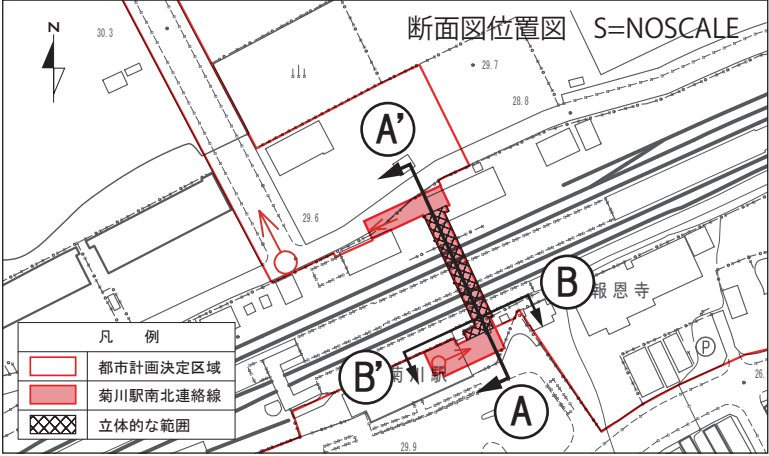 断面図位置図 S=NOSCALE
N
30.3
29.7
28.8
A'
29.6
B
報恩寺
凡 例
都市計画決定区域
菊川駅南北連絡線
立体的な範囲
B'
菊川駅
P
A
26.
29.9